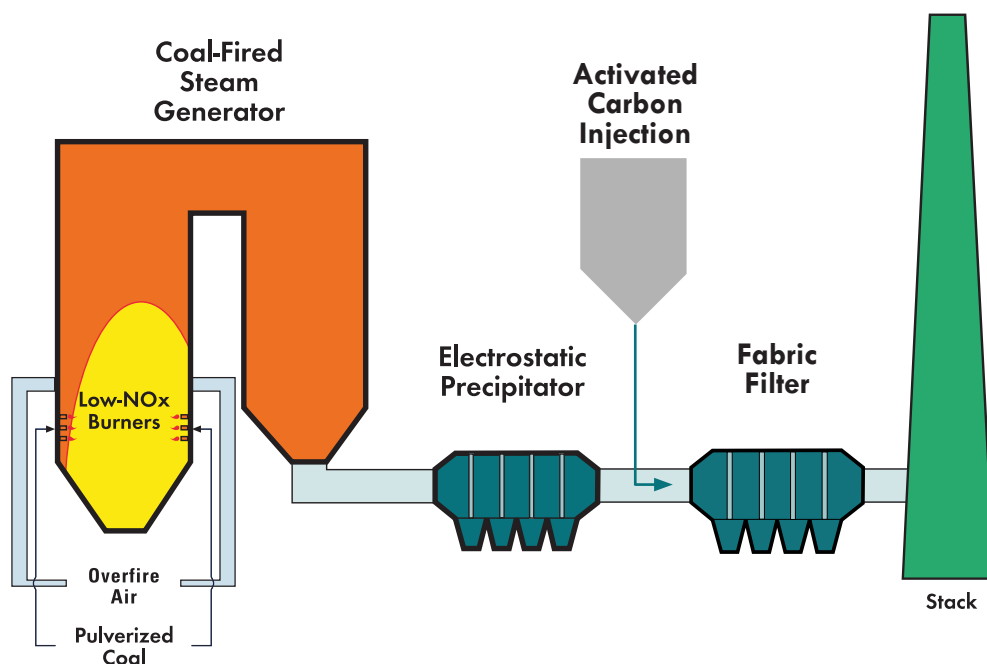 Coal-Fired
Steam
Generator
Activated
Carbon
Injection
Electrostatic
Precipitator
Fabric
Filter
Low-NOx
Burners
Overfire
Air
Pulverized
Coal
Stack